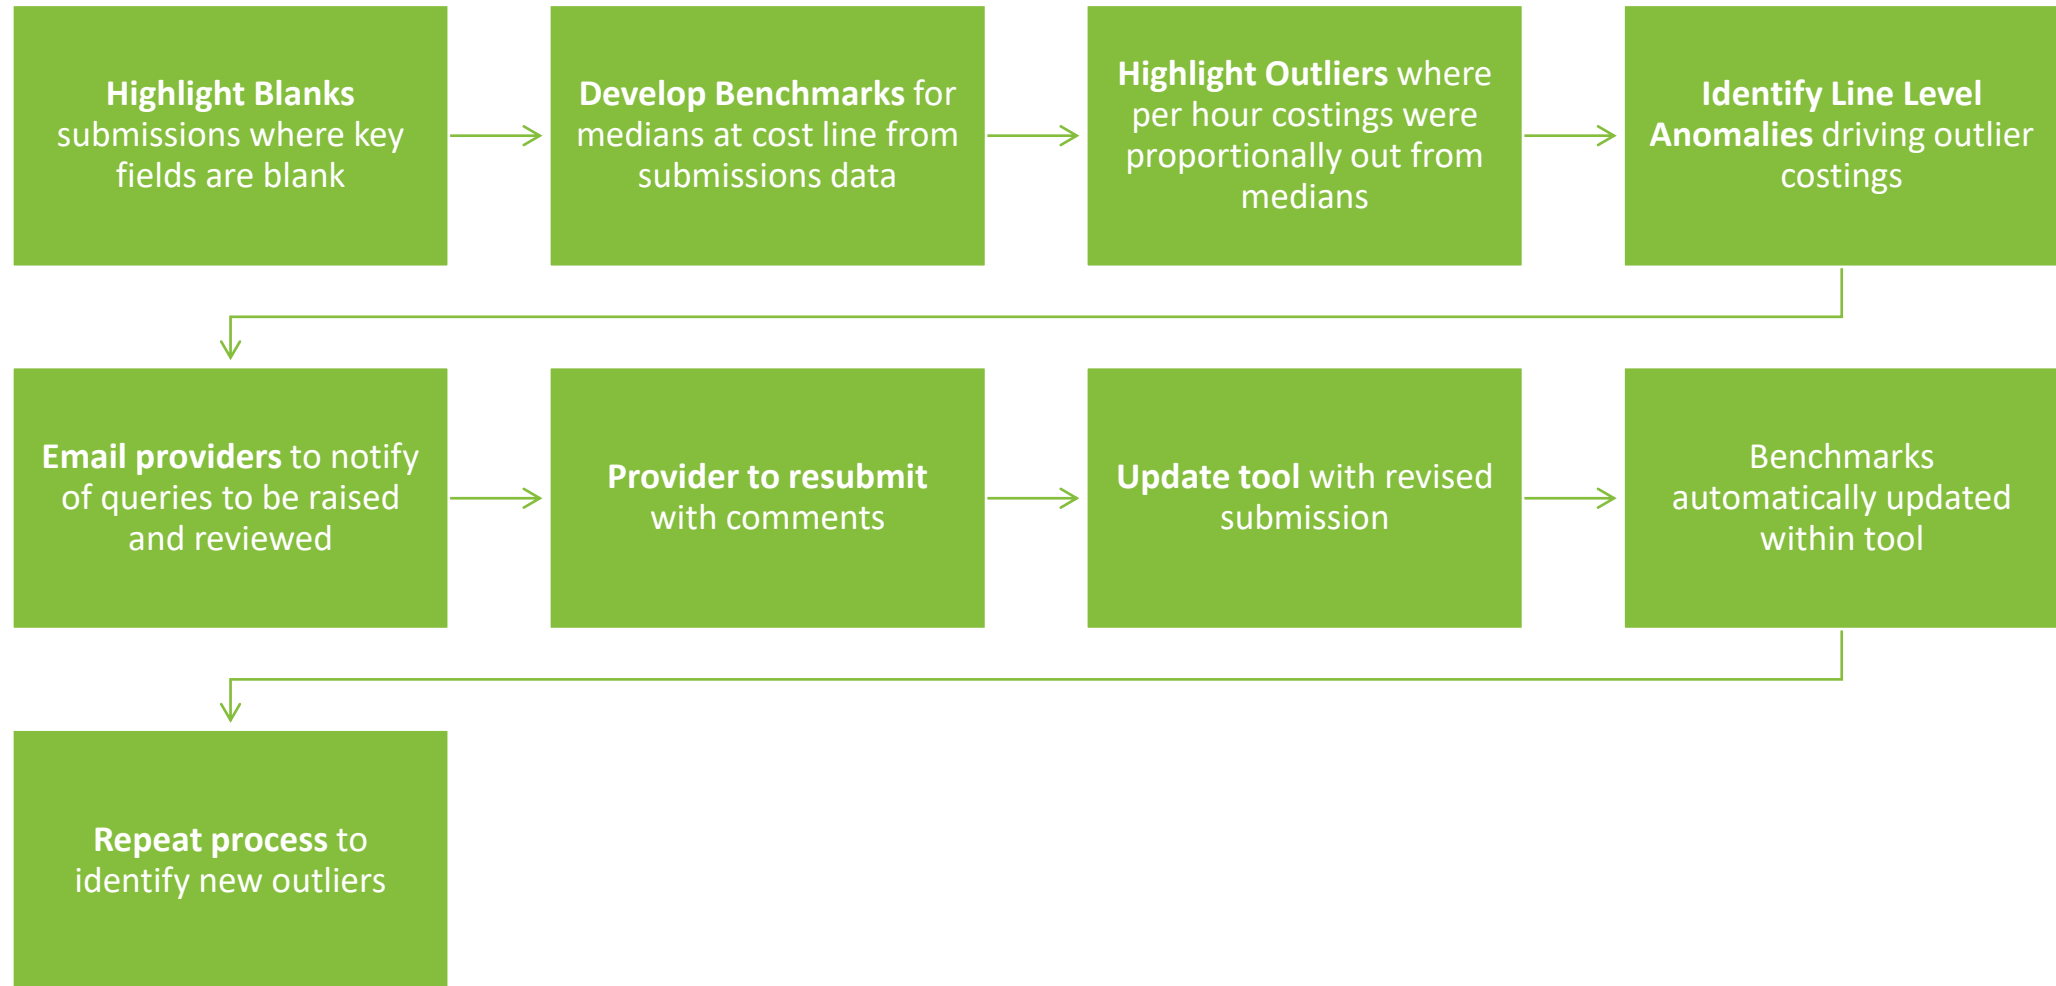 Highlight Blanks
submissions where key
fields are blank
Develop Benchmarks for
medians at cost line from
submissions data
Highlight Outliers where
per hour costings were
proportionally out from
medians
Identify Line Level
Anomalies driving outlier
costings
Email providers to notify
of queries to be raised
and reviewed
Provider to resubmit
with comments
Update tool with revised
submission
Benchmarks
automatically updated
within tool
Repeat process to
identify new outliers